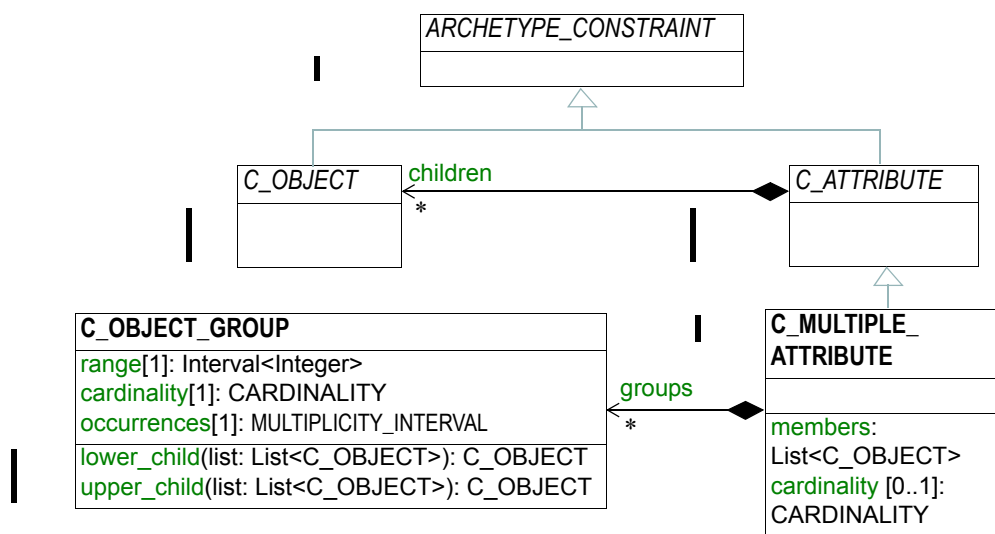 ARCHETYPE_CONSTRAINT
C_OBJECT
children
*
C_ATTRIBUTE
C_OBJECT_GROUP
range[1]: Interval<Integer>
cardinality[1]: CARDINALITY
occurrences[1]: MULTIPLICITY_INTERVAL
lower_child(list: List<C_OBJECT>): C_OBJECT
upper_child(list: List<C_OBJECT>): C_OBJECT
groups
*
C_MULTIPLE_
ATTRIBUTE
members:
List<C_OBJECT>
cardinality [0..1]:
CARDINALITY